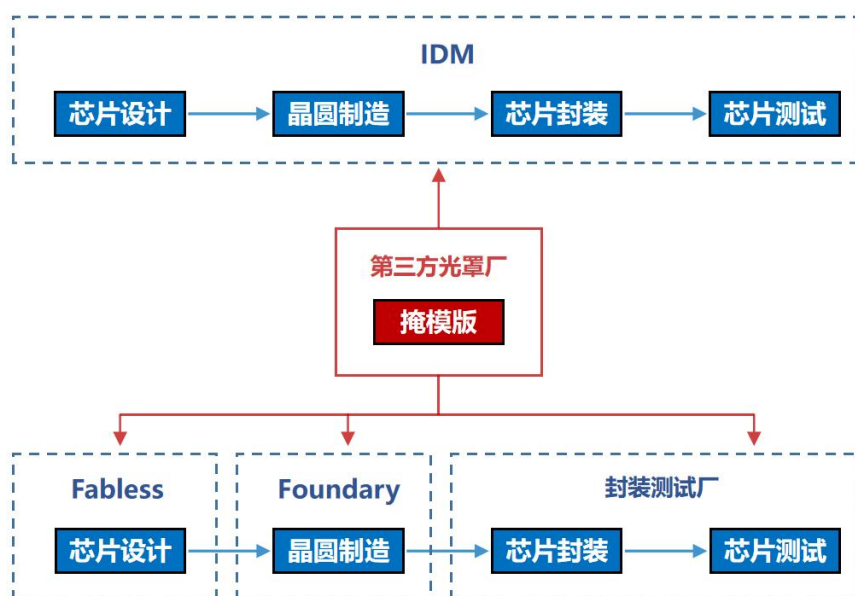 IDM
芯片设计
晶圆制造
芯片封装
芯片测试
第三方光罩厂
掩模版
Fabless
Foundary
封装测试厂
芯片设计
晶圆制造
芯片封装
芯片测试